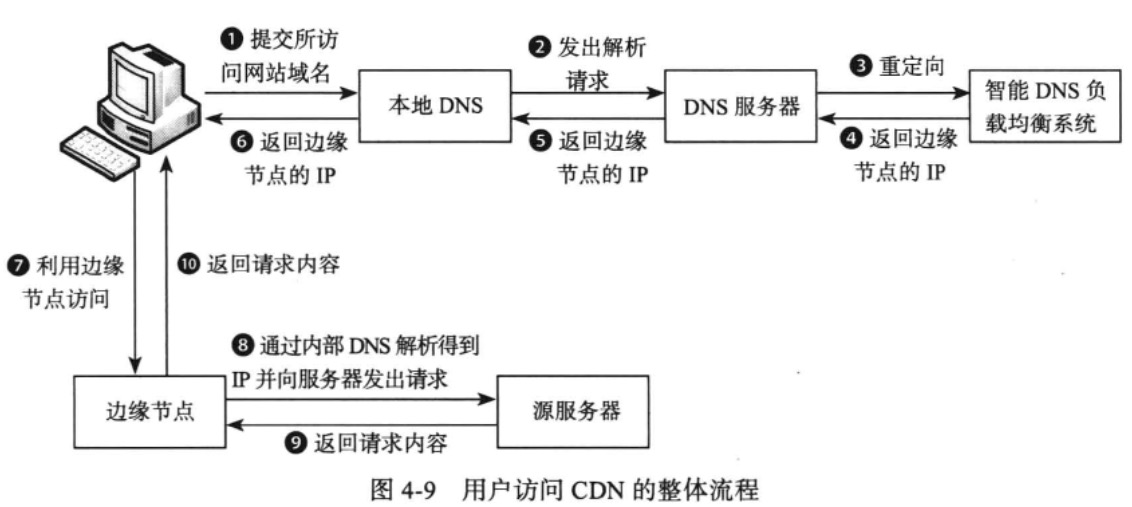 ❶ 提交所访
问网站域名
❷ 发出解析
请求
❸ 重定向
本地 DNS
DNS 服务器
智能 DNS 负
载均衡系统
❻ 返回边缘
节点的 IP
❺ 返回边缘
节点的 IP
❹ 返回边缘
节点的 IP
❼ 利用边缘
节点访问
❿ 返回请求内容
❽ 通过内部 DNS 解析得到
IP 并向服务器发出请求
边缘节点
源服务器
❾ 返回请求内容
图 4-9 用户访问 CDN 的整体流程